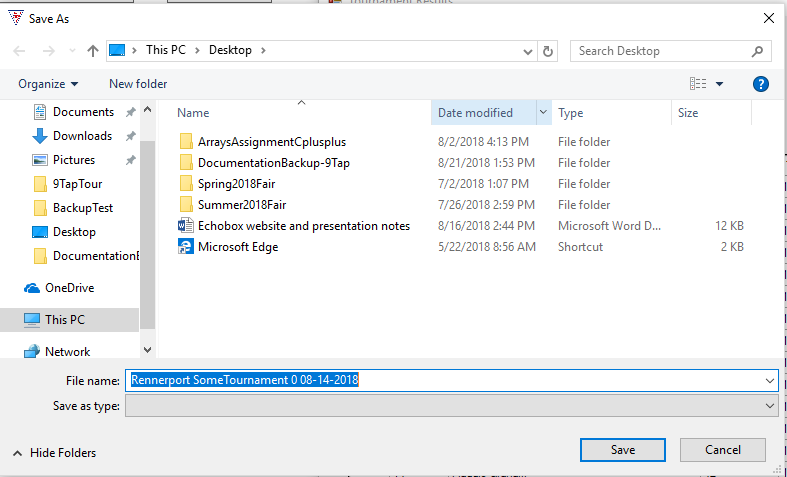 Tournament Results
Save As
This PC > Desktop >
Search Desktop
Organize
New folder
?
Name Date modified Type Size
Documents
Downloads
Pictures
9TapTour
BackupTest
Desktop
DocumentationE
OneDrive
This PC
Network
ArraysAssignmentCplusplus 8/2/2018 4:13 PM File folder
DocumentationBackup-9Tap 8/21/2018 1:53 PM File folder
Spring2018Fair 7/2/2018 1:07 PM File folder
Summer2018Fair 7/26/2018 2:59 PM File folder
Echobox website and presentation notes 8/16/2018 2:44 PM Microsoft Word D... 12 KB
Microsoft Edge 5/22/2018 8:56 AM Shortcut 2 KB
File name: Rennerport SomeTournament 0 08-14-2018
Save as type:
Hide Folders
Save
Cancel